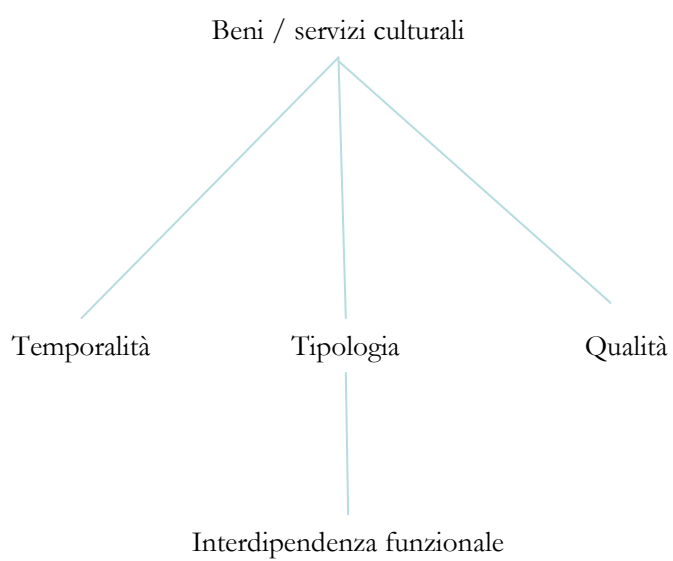 Beni / servizi culturali
Temporalità
Tipologia
Qualità
Interdipendenza funzionale